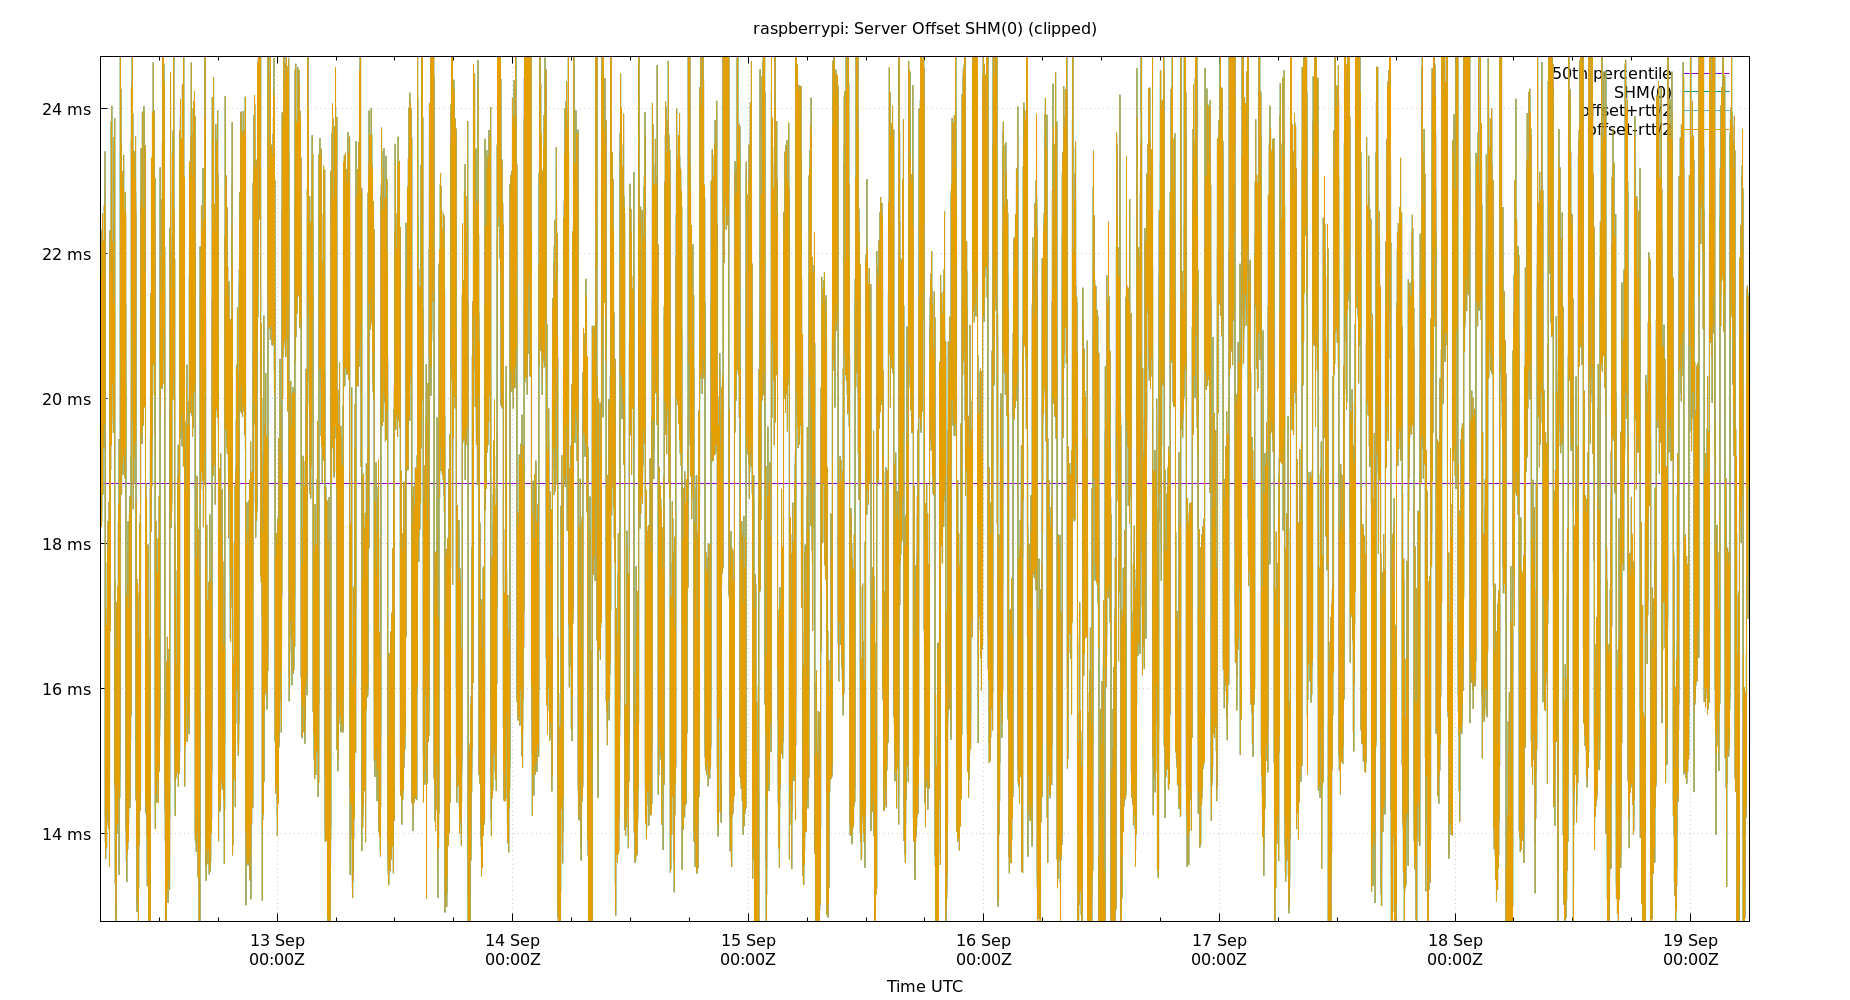 raspberrypi: Server Offset SHM(0) (clipped)
50th percentile
SHM(0)
offset+rtt/2
offset-rtt/2
24 ms
22 ms
20 ms
18 ms
16 ms
14 ms
13 Sep 14 Sep 15 Sep 16 Sep 17 Sep 18 Sep 19 Sep
00:00Z 00:00Z 00:00Z 00:00Z 00:00Z 00:00Z 00:00Z
Time UTC